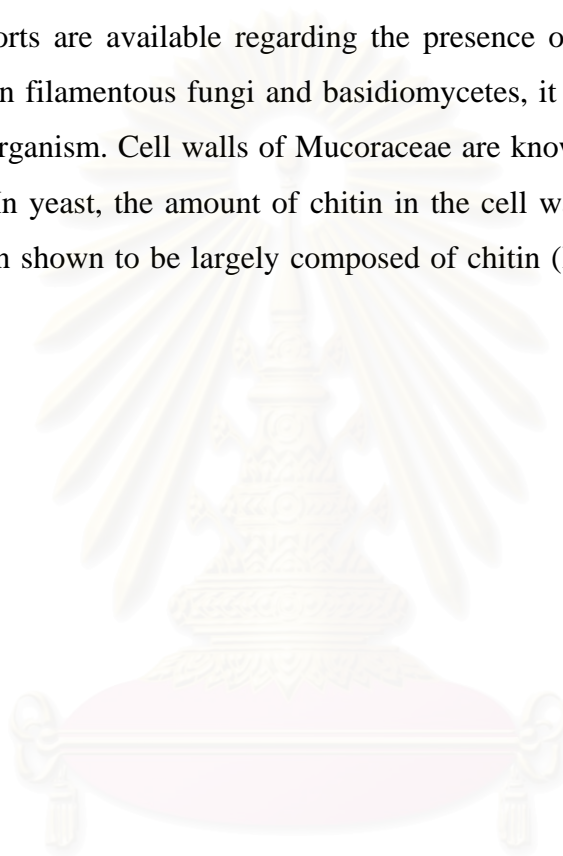 orts are available regarding the presence o
n filamentous fungi and basidiomycetes, it
rganism. Cell walls of Mucoraceae are know
In yeast, the amount of chitin in the cell w
n shown to be largely composed of chitin (